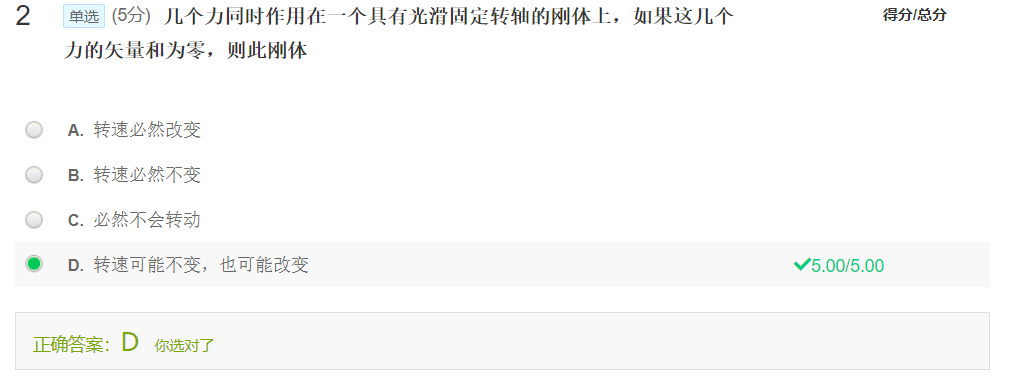 2 单选 (5分) 几个力同时作用在一个具有光滑固定转轴的刚体上，如果这几个 得分/总分
力的矢量和为零，则此刚体
A. 转速必然改变
B. 转速必然不变
C. 必然不会转动
D. 转速可能不变，也可能改变 5.00/5.00
正确答案：D 你选对了